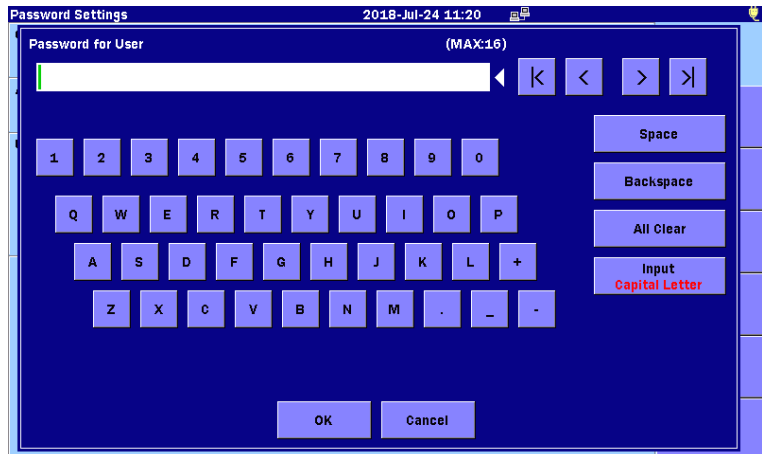 Password Settings 2018-Jul-24 11:20
Password for User (MAX:16)
|< < > >|
Space
1 2 3 4 5 6 7 8 9 0
Backspace
Q W E R T Y U I O P
All Clear
A S D F G H J K L +
Input
Capital Letter
Z X C V B N M . _ -
OK Cancel